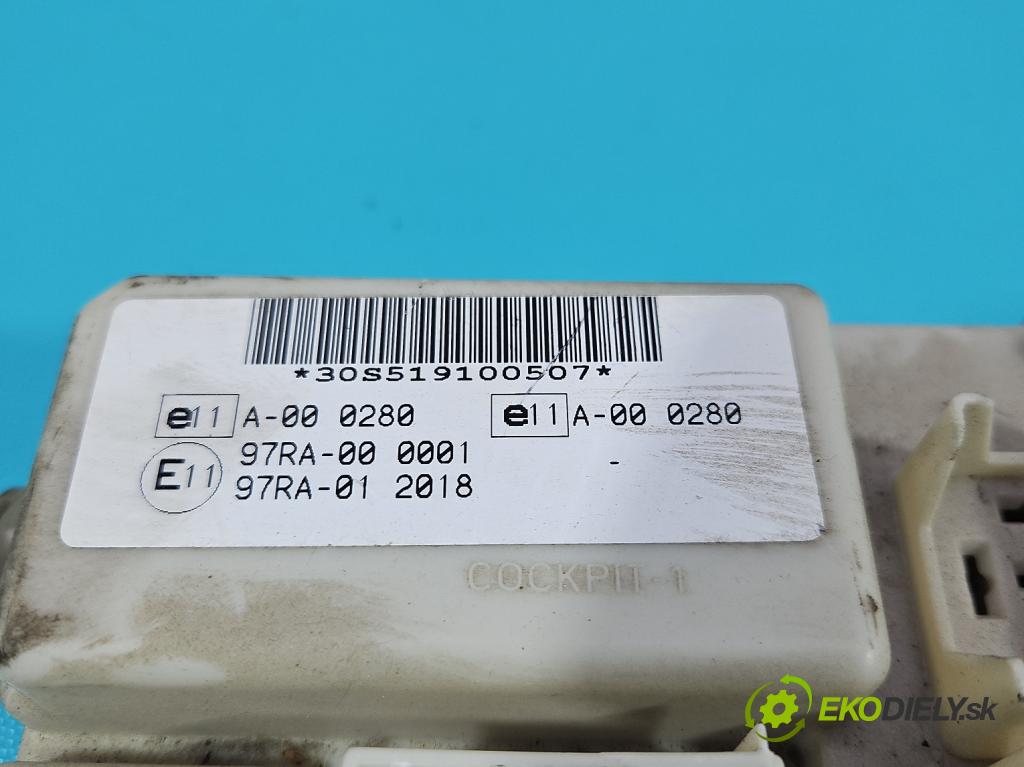 *30S519100507*
e11 A-00 0280 e11 A-00 0280
E11 97RA-00 0001 -
97RA-01 2018
COCKPIT-1
EKODIELY.sk